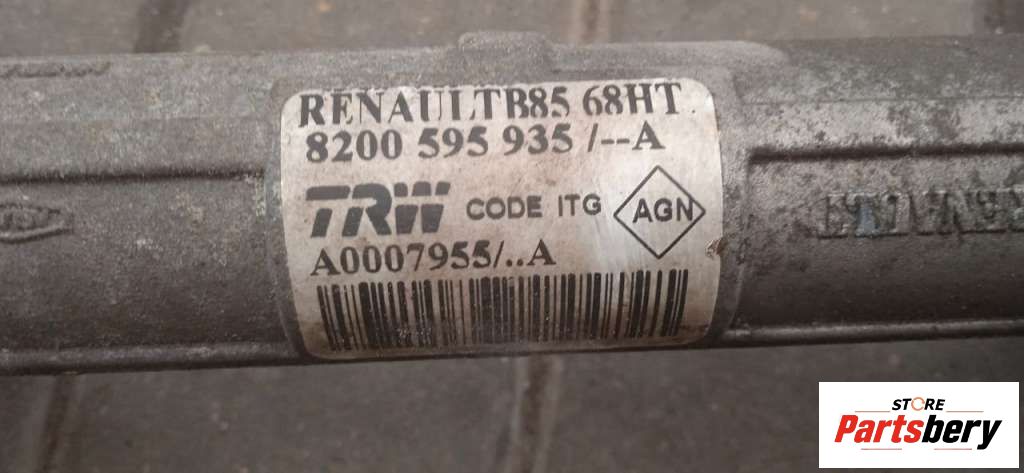 RENAULTB85 68HT
8200 595 935 /--A
TRW CODE ITG AGN
A0007955/..A
STORE
Partsbery